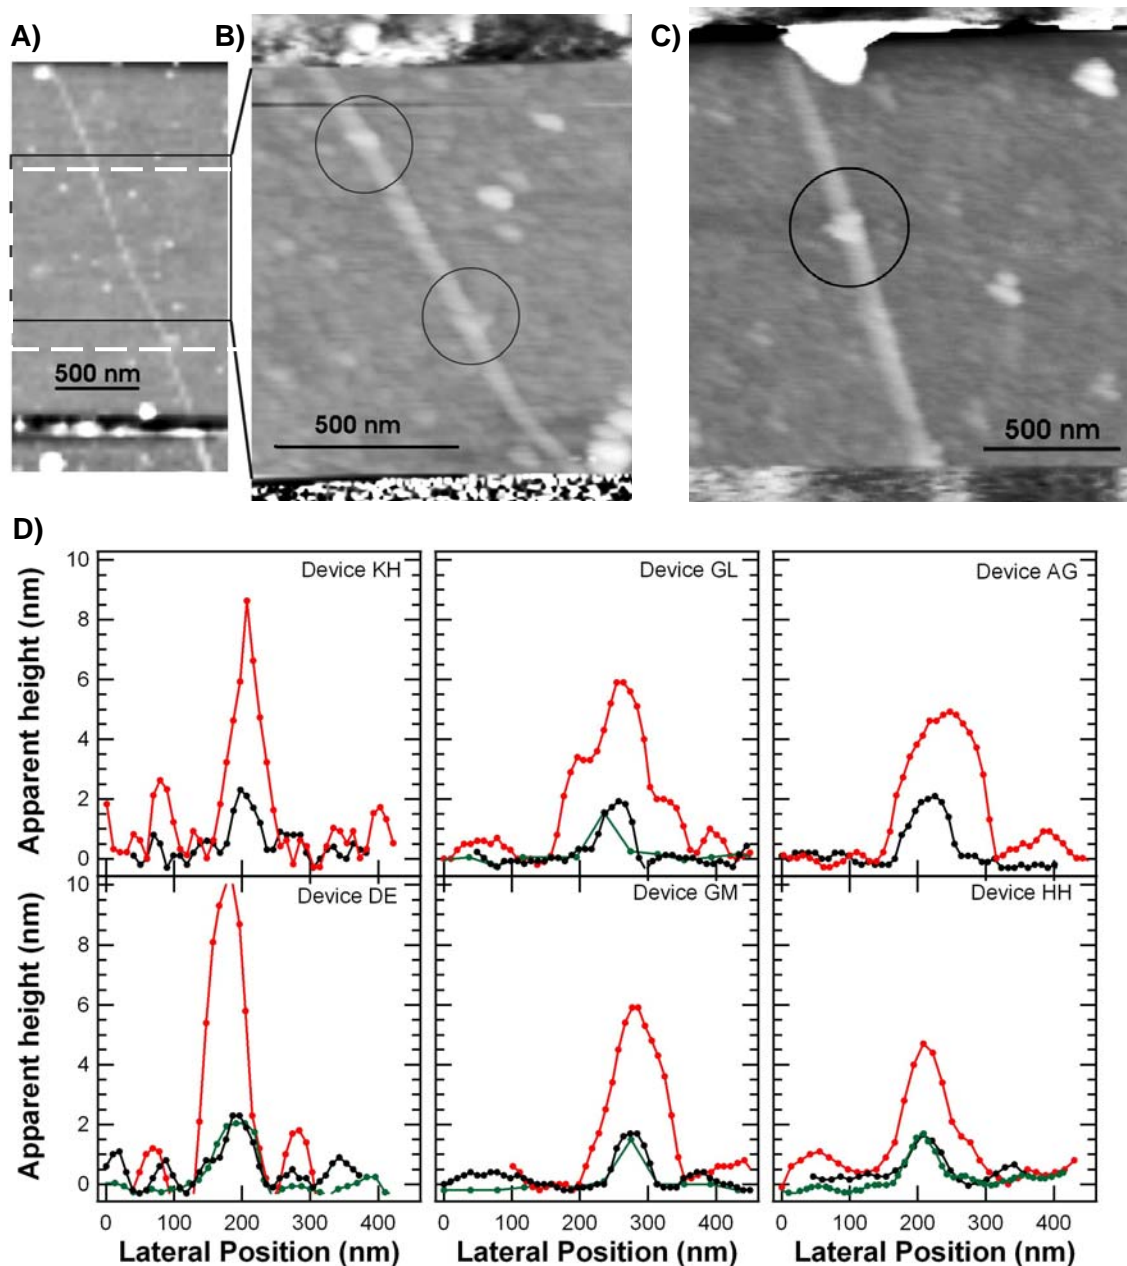 A)
B)
C)
500 nm
500 nm
500 nm
D)
Device KH
Device GL
Device AG
10
8
6
4
2
0
Apparent height (nm)
Device DE
Device GM
Device HH
10
8
6
4
2
0
Apparent height (nm)
0 100 200 300 400
0 100 200 300 400
0 100 200 300 400
Lateral Position (nm)
Lateral Position (nm)
Lateral Position (nm)